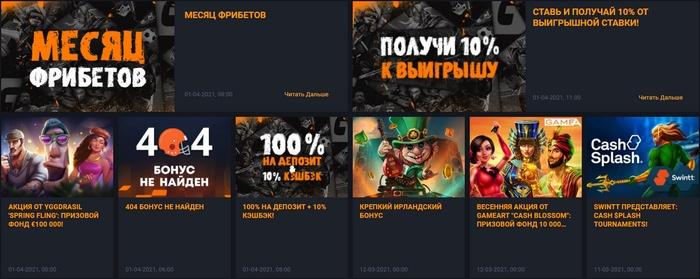 МЕСЯЦ
ФРИБЕТОВ
МЕСЯЦ ФРИБЕТОВ
01-04-2021, 00:00
Читать Дальше
ПОЛУЧИ 10%
К ВЫИГРЫШУ
СТАВЬ И ПОЛУЧАЙ 10% ОТ
ВЫИГРЫШНОЙ СТАВКИ!
01-04-2021, 11:00
Читать Дальше
АКЦИЯ ОТ YGGDRASIL
'SPRING FLING': ПРИЗОВОЙ
ФОНД €100 000!
01-04-2021, 00:00
404
БОНУС
НЕ НАЙДЕН
404 БОНУС НЕ НАЙДЕН
01-04-2021, 06:00
100%
НА ДЕПОЗИТ
10% КЭШБЭК
100% НА ДЕПОЗИТ + 10%
КЭШБЭК!
01-04-2021, 08:00
КРЕПКИЙ ИРЛАНДСКИЙ
БОНУС
12-03-2021, 00:00
GAMEA
ВЕСЕННЯЯ АКЦИЯ ОТ
GAMEART "CASH BLOSSOM":
ПРИЗОВОЙ ФОНД 10 000...
12-03-2021, 00:00
Cash
Splash
Swintt
SWINTT ПРЕДСТАВЛЯЕТ:
CASH $PLASH
TOURNAMENTS!
11-03-2021, 00:00